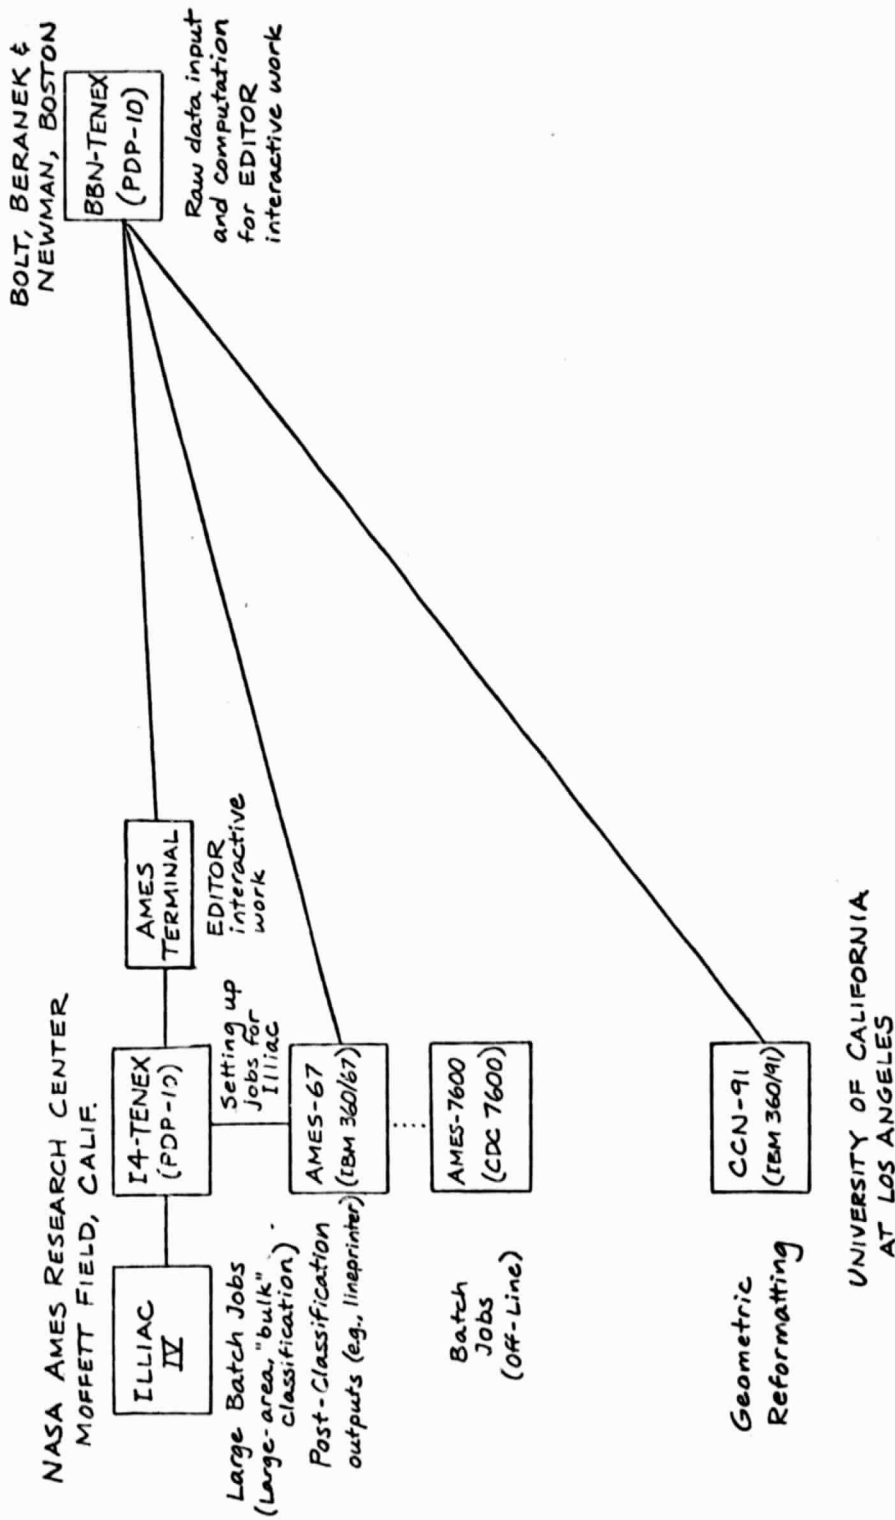 NASA AMES RESEARCH CENTER
MOFFETT FIELD, CALIF.
BOLT, BERANEK &
NEWMAN, BOSTON
ILLIAC
IV
I4-TENEX
(PDP-10)
AMES
TERMINAL
BBN-TENEX
(PDP-10)
Large Batch Jobs
(Large-area, "bulk"
classification)
Setting up
jobs for
Illiac
EDITOR
interactive
work
Raw data input
and computation
for EDITOR
interactive work
Post-Classification
outputs (e.g., lineprinter)
AMES-67
(IBM 360/67)
Batch
Jobs
(Off-Line)
AMES-7600
(CDC 7600)
Geometric
Reformatting
CCN-91
(IBM 360/91)
UNIVERSITY OF CALIFORNIA
AT LOS ANGELES